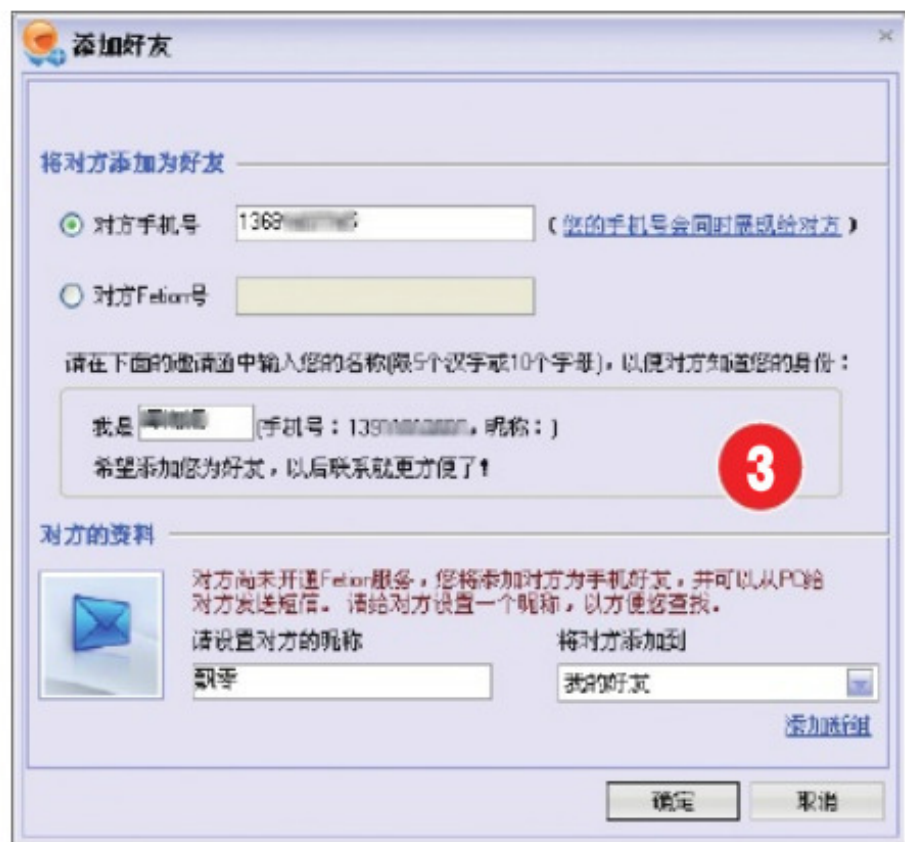 添加好友
将对方添加为好友
对方手机号 1368 (您的手机号会同时展现给对方)
对方Fetion号
请在下面的邀请函中输入您的名称(限5个汉字或10个字母),以便对方知道您的身份:
我是 (手机号:139 ,昵称:)
希望添加您为好友,以后联系就更方便了!
3
对方的资料
对方尚未开通Fetion服务,您将添加对方为手机好友,并可以从PC给
对方发送短信。请给对方设置一个昵称,以方便您查找。
请设置对方的昵称 将对方添加到
飘零 我的好友
添加新组
确定 取消